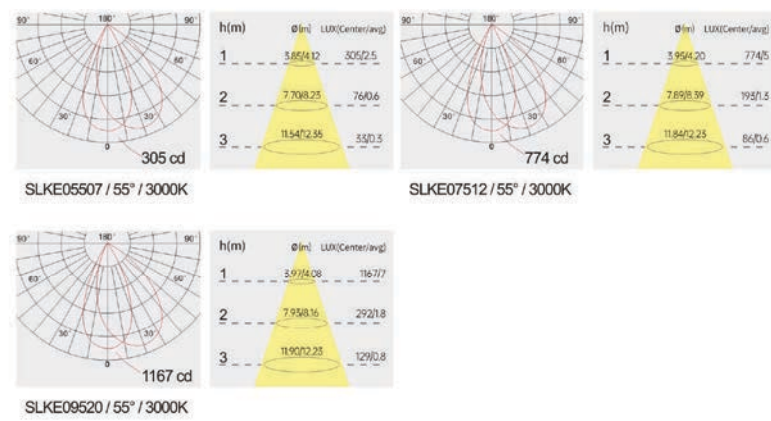 90° 180° 90°
60° 60°
30° 30°
0
305 cd
h(m) Ø(m) LUX(Center/avg)
1 3.85/4.12 305/2.5
2 7.70/8.23 76/0.6
3 11.54/12.35 33/0.3
SLKE05507 / 55° / 3000K
90° 180° 90°
60° 60°
30° 30°
0
774 cd
h(m) Ø(m) LUX(Center/avg)
1 3.95/4.20 774/5
2 7.89/8.39 193/1.3
3 11.84/12.23 86/0.6
SLKE07512 / 55° / 3000K
90° 180° 90°
60° 60°
30° 30°
0
1167 cd
h(m) Ø(m) LUX(Center/avg)
1 3.97/4.08 1167/7
2 7.93/8.16 292/1.8
3 11.90/12.23 129/0.8
SLKE09520 / 55° / 3000K